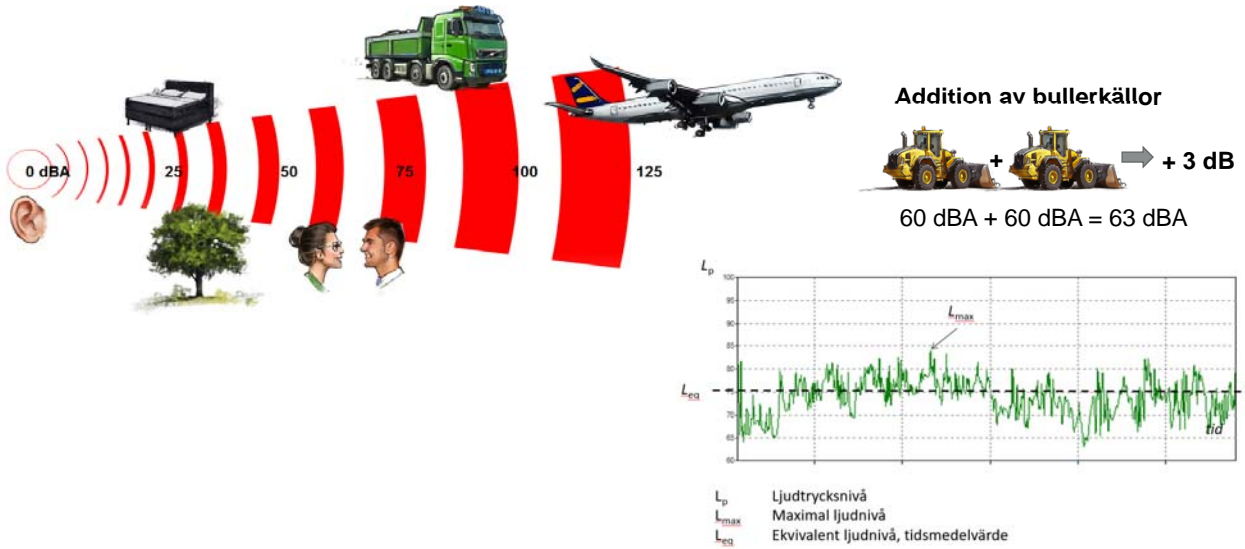 0 dBA 25 50 75 100 125
Addition av bullerkällor
+ → + 3 dB
60 dBA + 60 dBA = 63 dBA
Lp
100
95
90
Lmax
85
80
Leq 75
70
65 tid
60
Lp Ljudtrycksnivå
Lmax Maximal ljudnivå
Leq Ekvivalent ljudnivå, tidsmedelvärde